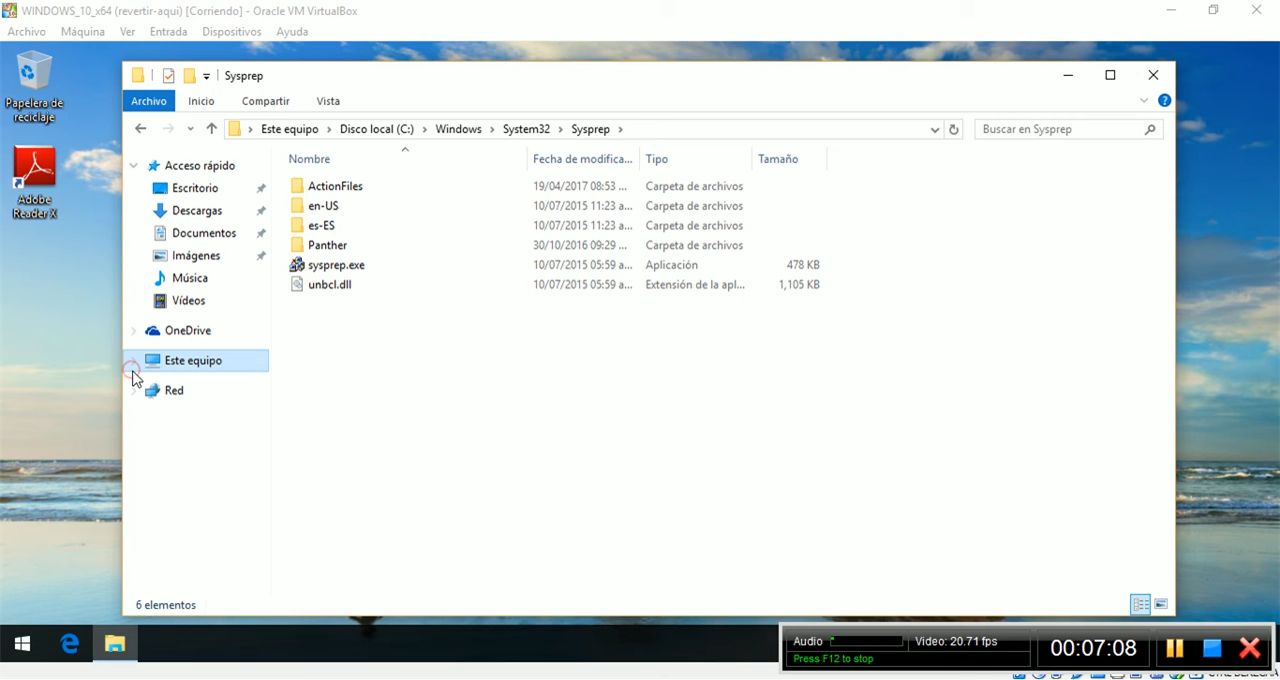 WINDOWS_10_x64 (revertir-aqui) [Corriendo] - Oracle VM VirtualBox
Archivo Máquina Ver Entrada Dispositivos Ayuda
Papelera de
reciclaje
Adobe
Reader X
Sysprep
Archivo Inicio Compartir Vista
Este equipo Disco local (C:) Windows System32 Sysprep
Buscar en Sysprep
Acceso rápido
Escritorio
Descargas
Documentos
Imágenes
Música
Vídeos
OneDrive
Este equipo
Red
Nombre Fecha de modifica... Tipo Tamaño
ActionFiles 19/04/2017 08:53 ... Carpeta de archivos
en-US 10/07/2015 11:23 a... Carpeta de archivos
es-ES 10/07/2015 11:23 a... Carpeta de archivos
Panther 30/10/2016 09:29 ... Carpeta de archivos
sysprep.exe 10/07/2015 05:59 a... Aplicación 478 KB
unbcl.dll 10/07/2015 05:59 a... Extensión de la apl... 1,105 KB
6 elementos
Audio Video: 20.71 fps
Press F12 to stop
00:07:08